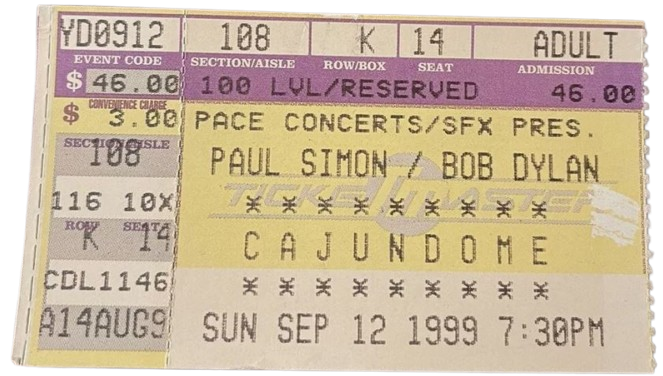 YD0912 108 K 14 ADULT
EVENT CODE SECTION/AISLE ROW/BOX SEAT ADMISSION
$ 46.00 100 LVL/RESERVED 46.00
CONVENIENCE CHARGE
$ 3.00 PACE CONCERTS/SFX PRES.
SECTION/AISLE
108 PAUL SIMON / BOB DYLAN
TICKETMASTER
116 10X * * * * * * * * *
ROW SEAT
K 14 CAJUNDOME
CDL1146 * * * * * * * * *
A14AUG9 SUN SEP 12 1999 7:30PM